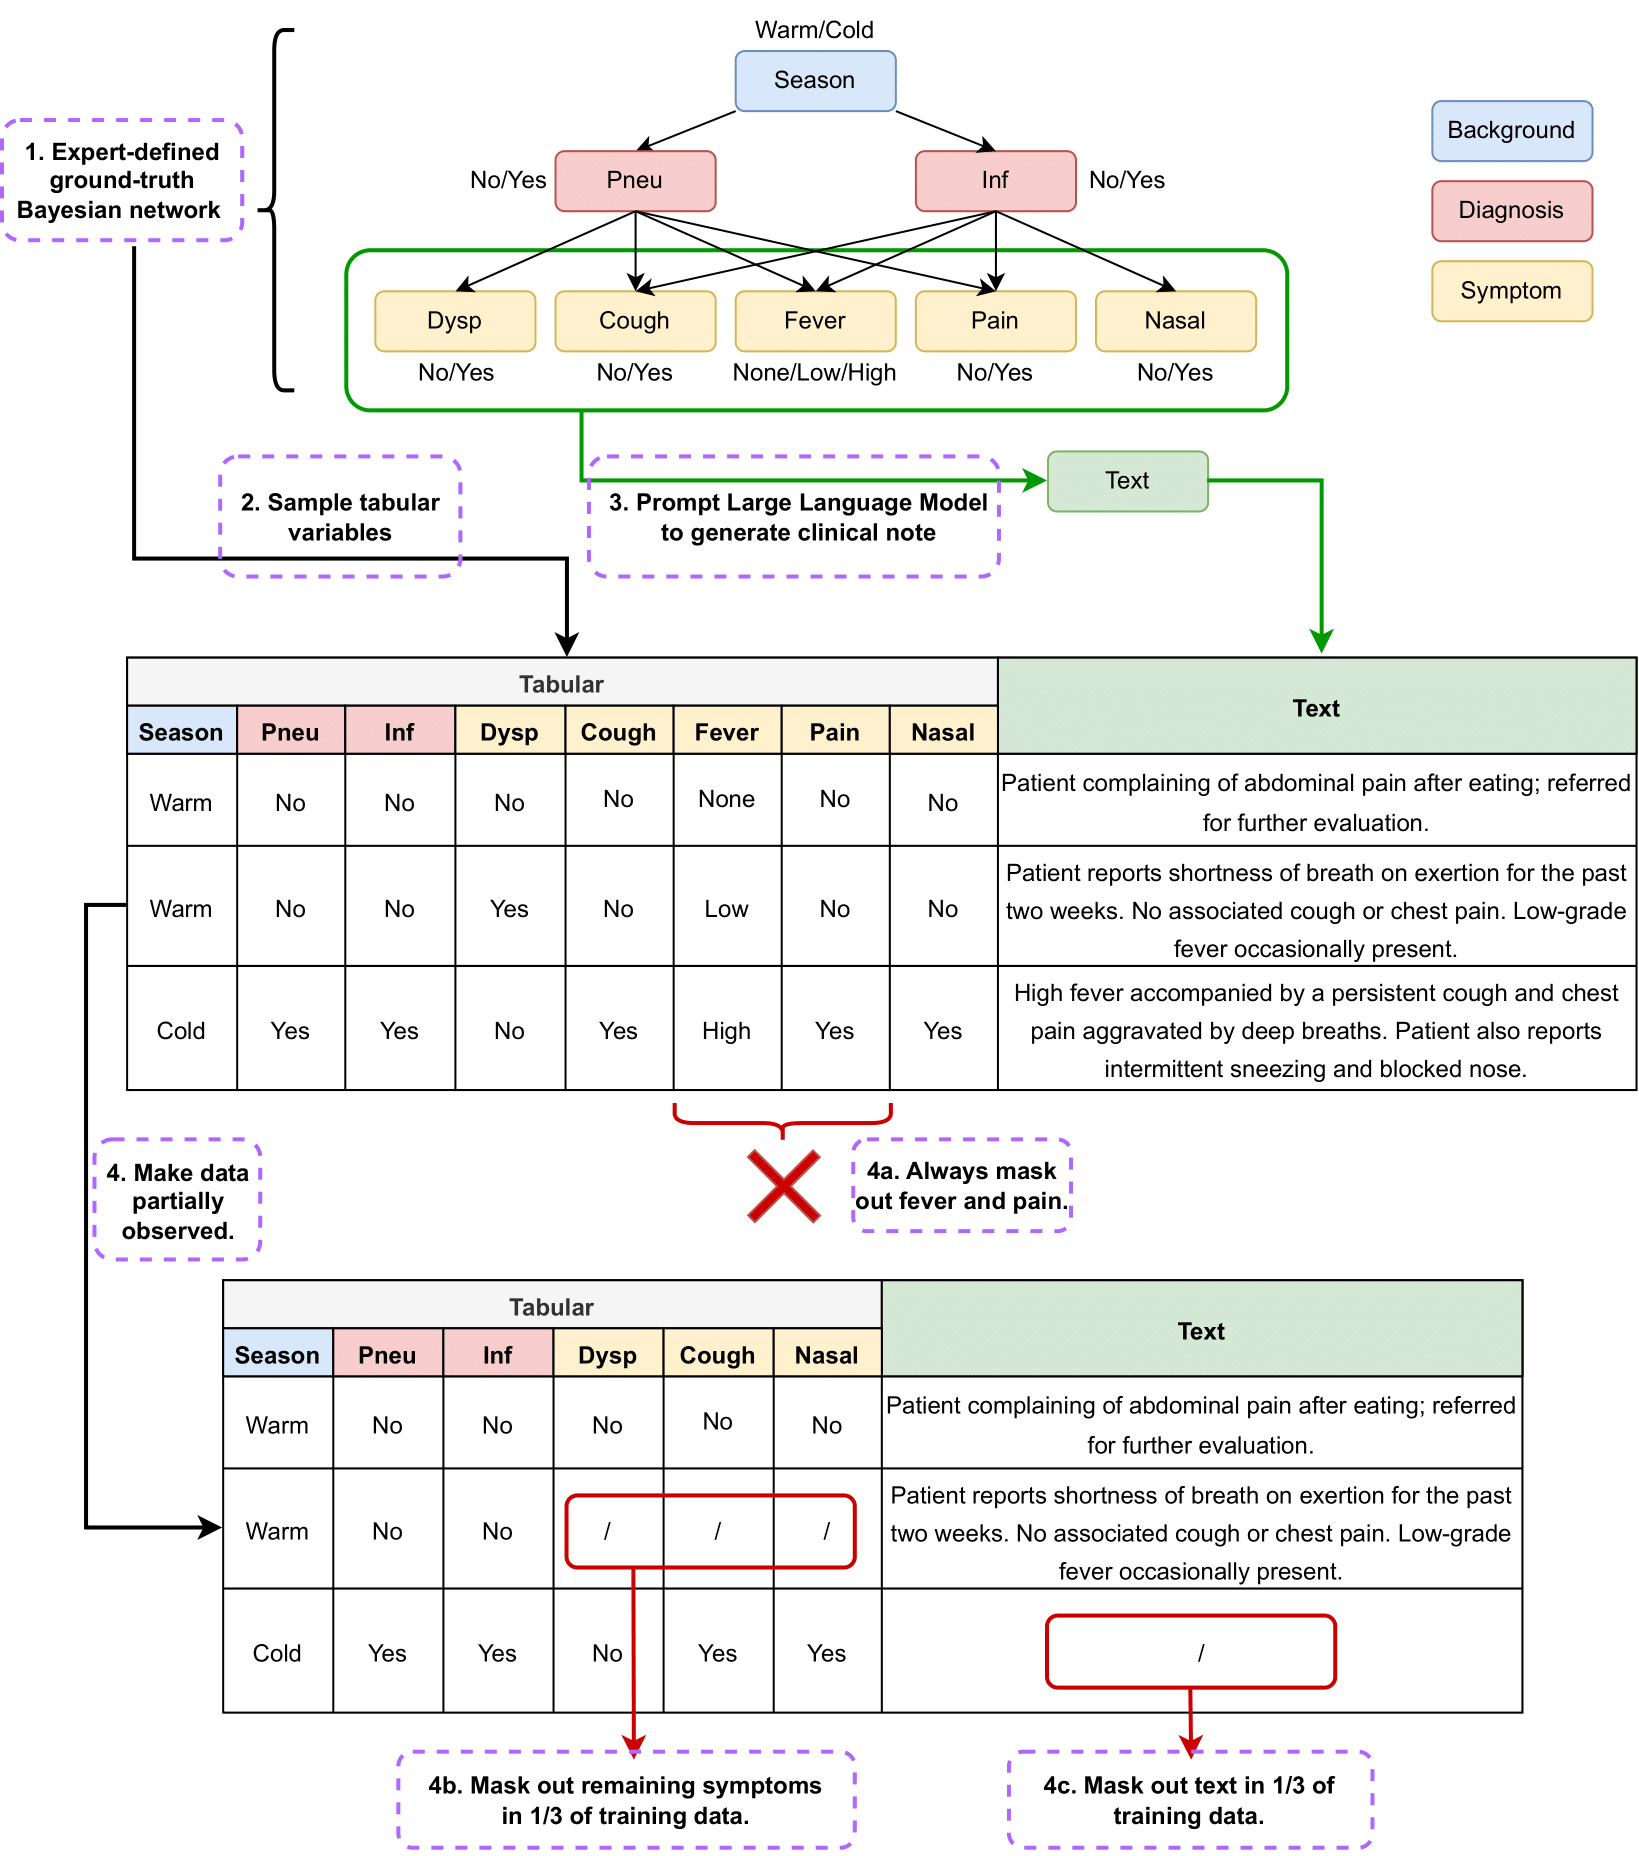 Warm/Cold
Season
Background
1. Expert-defined
ground-truth
Bayesian network
No/Yes
Pneu
Inf
No/Yes
Diagnosis
Symptom
Dysp
Cough
Fever
Pain
Nasal
No/Yes
No/Yes
None/Low/High
No/Yes
No/Yes
2. Sample tabular
variables
3. Prompt Large Language Model
to generate clinical note
Text
Tabular
Text
Season
Pneu
Inf
Dysp
Cough
Fever
Pain
Nasal
Warm
No
No
No
No
None
No
No
Patient complaining of abdominal pain after eating; referred
for further evaluation.
Warm
No
No
Yes
No
Low
No
No
Patient reports shortness of breath on exertion for the past
two weeks. No associated cough or chest pain. Low-grade
fever occasionally present.
Cold
Yes
Yes
No
Yes
High
Yes
Yes
High fever accompanied by a persistent cough and chest
pain aggravated by deep breaths. Patient also reports
intermittent sneezing and blocked nose.
4. Make data
partially
observed.
4a. Always mask
out fever and pain.
Tabular
Text
Season
Pneu
Inf
Dysp
Cough
Nasal
Warm
No
No
No
No
No
Patient complaining of abdominal pain after eating; referred
for further evaluation.
Warm
No
No
/
/
/
Patient reports shortness of breath on exertion for the past
two weeks. No associated cough or chest pain. Low-grade
fever occasionally present.
Cold
Yes
Yes
No
Yes
Yes
/
4b. Mask out remaining symptoms
in 1/3 of training data.
4c. Mask out text in 1/3 of
training data.